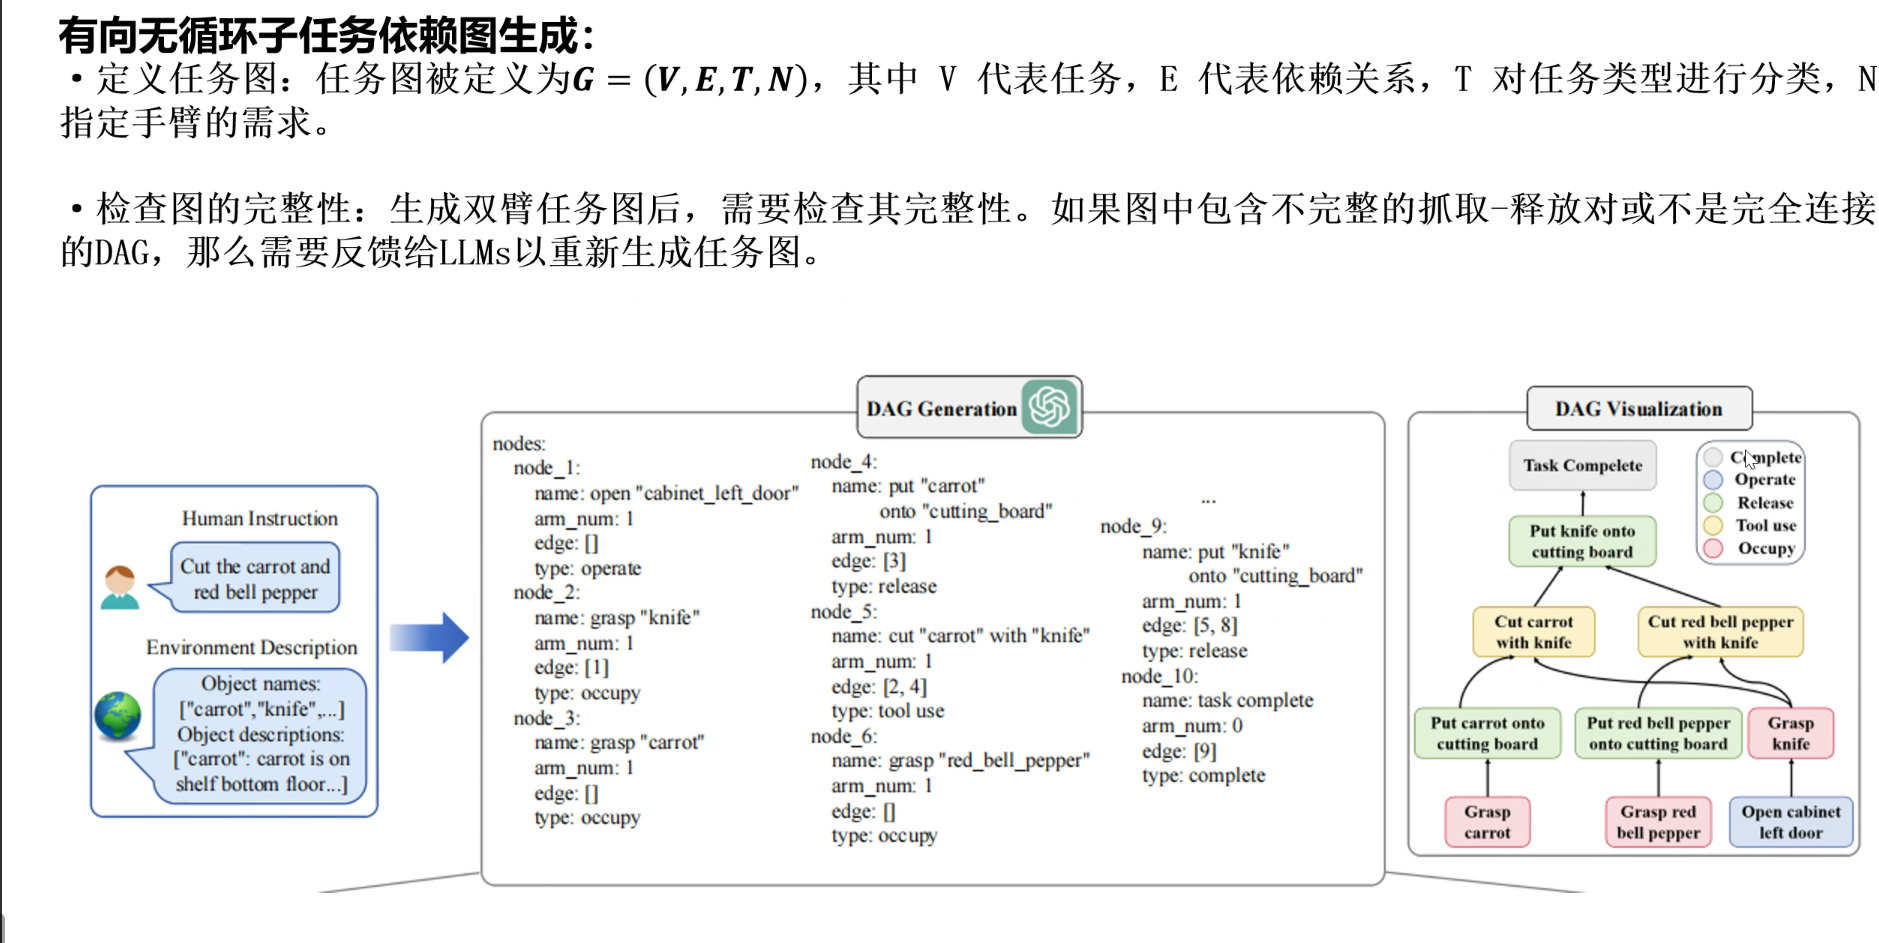 有向无循环子任务依赖图生成：
• 定义任务图：任务图被定义为G = (V, E, T, N)，其中 V 代表任务，E 代表依赖关系，T 对任务类型进行分类，N
指定手臂的需求。
• 检查图的完整性：生成双臂任务图后，需要检查其完整性。如果图中包含不完整的抓取-释放对或不是完全连接
的DAG，那么需要反馈给LLMs以重新生成任务图。
Human Instruction
Cut the carrot and
red bell pepper
Environment Description
Object names:
["carrot","knife",...]
Object descriptions:
["carrot": carrot is on
shelf bottom floor...]
DAG Generation
nodes:
node_1:
name: open "cabinet_left_door"
arm_num: 1
edge: []
type: operate
node_2:
name: grasp "knife"
arm_num: 1
edge: [1]
type: occupy
node_3:
name: grasp "carrot"
arm_num: 1
edge: []
type: occupy
node_4:
name: put "carrot"
onto "cutting_board"
arm_num: 1
edge: [3]
type: release
node_5:
name: cut "carrot" with "knife"
arm_num: 1
edge: [2, 4]
type: tool use
node_6:
name: grasp "red_bell_pepper"
arm_num: 1
edge: []
type: occupy
...
node_9:
name: put "knife"
onto "cutting_board"
arm_num: 1
edge: [5, 8]
type: release
node_10:
name: task complete
arm_num: 0
edge: [9]
type: complete
DAG Visualization
Task Compelete
Complete
Operate
Release
Tool use
Occupy
Put knife onto
cutting board
Cut carrot
with knife
Cut red bell pepper
with knife
Put carrot onto
cutting board
Put red bell pepper
onto cutting board
Grasp
knife
Grasp
carrot
Grasp red
bell pepper
Open cabinet
left door